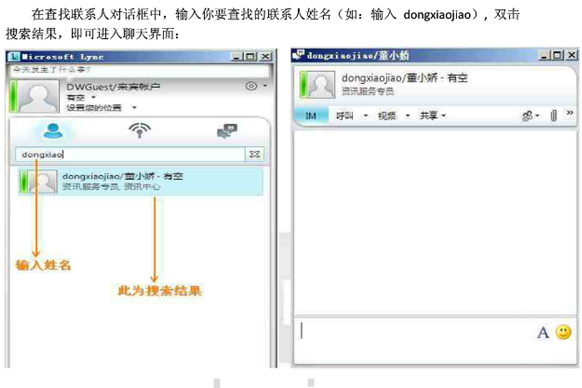 在查找联系人对话框中，输入你要查找的联系人姓名（如：输入 dongxiaojiao），双击
搜索结果，即可进入聊天界面：
Microsoft Lync
今天发生了什么事?
DWGuest/来宾帐户
有空
设置您的位置
dongxiao
dongxiaojiao/董小娇 - 有空
资讯服务专员, 资讯中心
输入姓名
此为搜索结果
dongxiaojiao/董小娇
dongxiaojiao/董小娇 - 有空
资讯服务专员
IM 呼叫 视频 共享
A